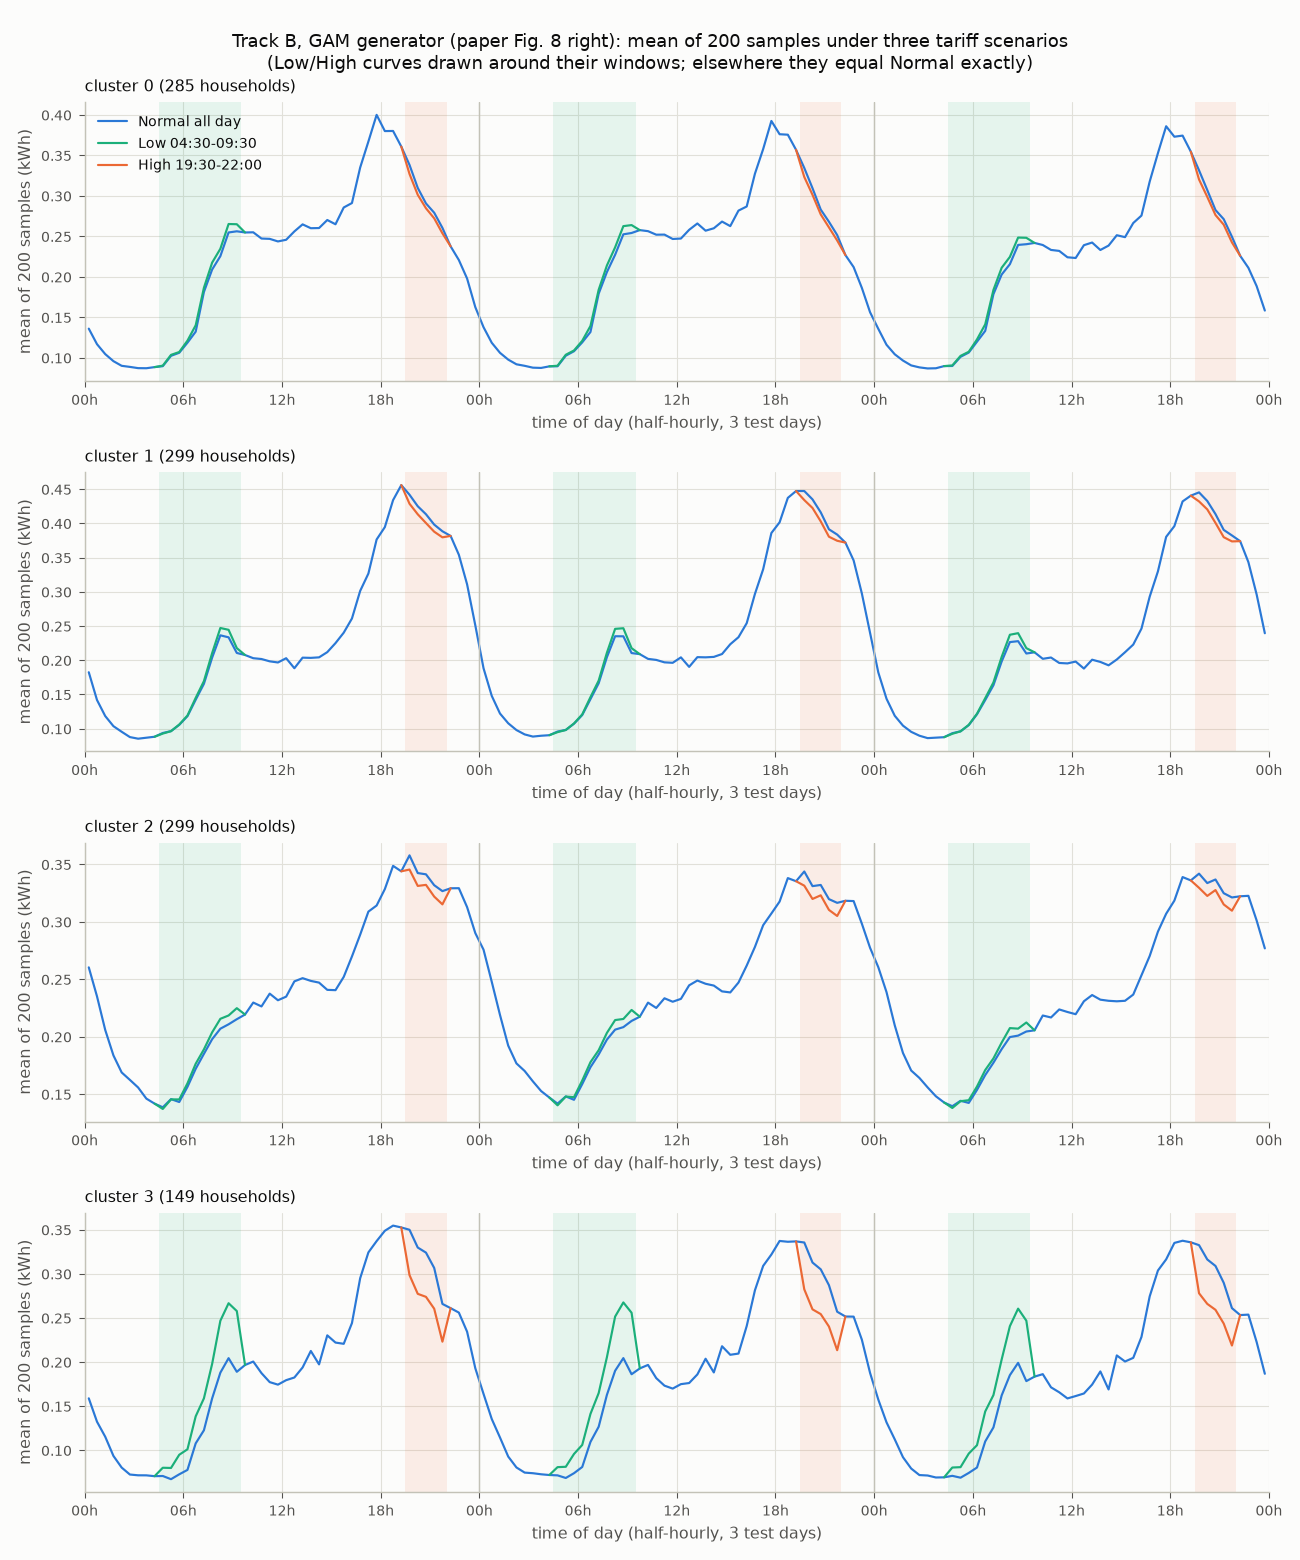 Track B, GAM generator (paper Fig. 8 right): mean of 200 samples under three tariff scenarios
(Low/High curves drawn around their windows; elsewhere they equal Normal exactly)
cluster 0 (285 households)
Normal all day
Low 04:30-09:30
High 19:30-22:00
mean of 200 samples (kWh)
0.40
0.35
0.30
0.25
0.20
0.15
0.10
00h 06h 12h 18h 00h 06h 12h 18h 00h 06h 12h 18h 00h
time of day (half-hourly, 3 test days)
cluster 1 (299 households)
mean of 200 samples (kWh)
0.45
0.40
0.35
0.30
0.25
0.20
0.15
0.10
00h 06h 12h 18h 00h 06h 12h 18h 00h 06h 12h 18h 00h
time of day (half-hourly, 3 test days)
cluster 2 (299 households)
mean of 200 samples (kWh)
0.35
0.30
0.25
0.20
0.15
00h 06h 12h 18h 00h 06h 12h 18h 00h 06h 12h 18h 00h
time of day (half-hourly, 3 test days)
cluster 3 (149 households)
mean of 200 samples (kWh)
0.35
0.30
0.25
0.20
0.15
0.10
00h 06h 12h 18h 00h 06h 12h 18h 00h 06h 12h 18h 00h
time of day (half-hourly, 3 test days)